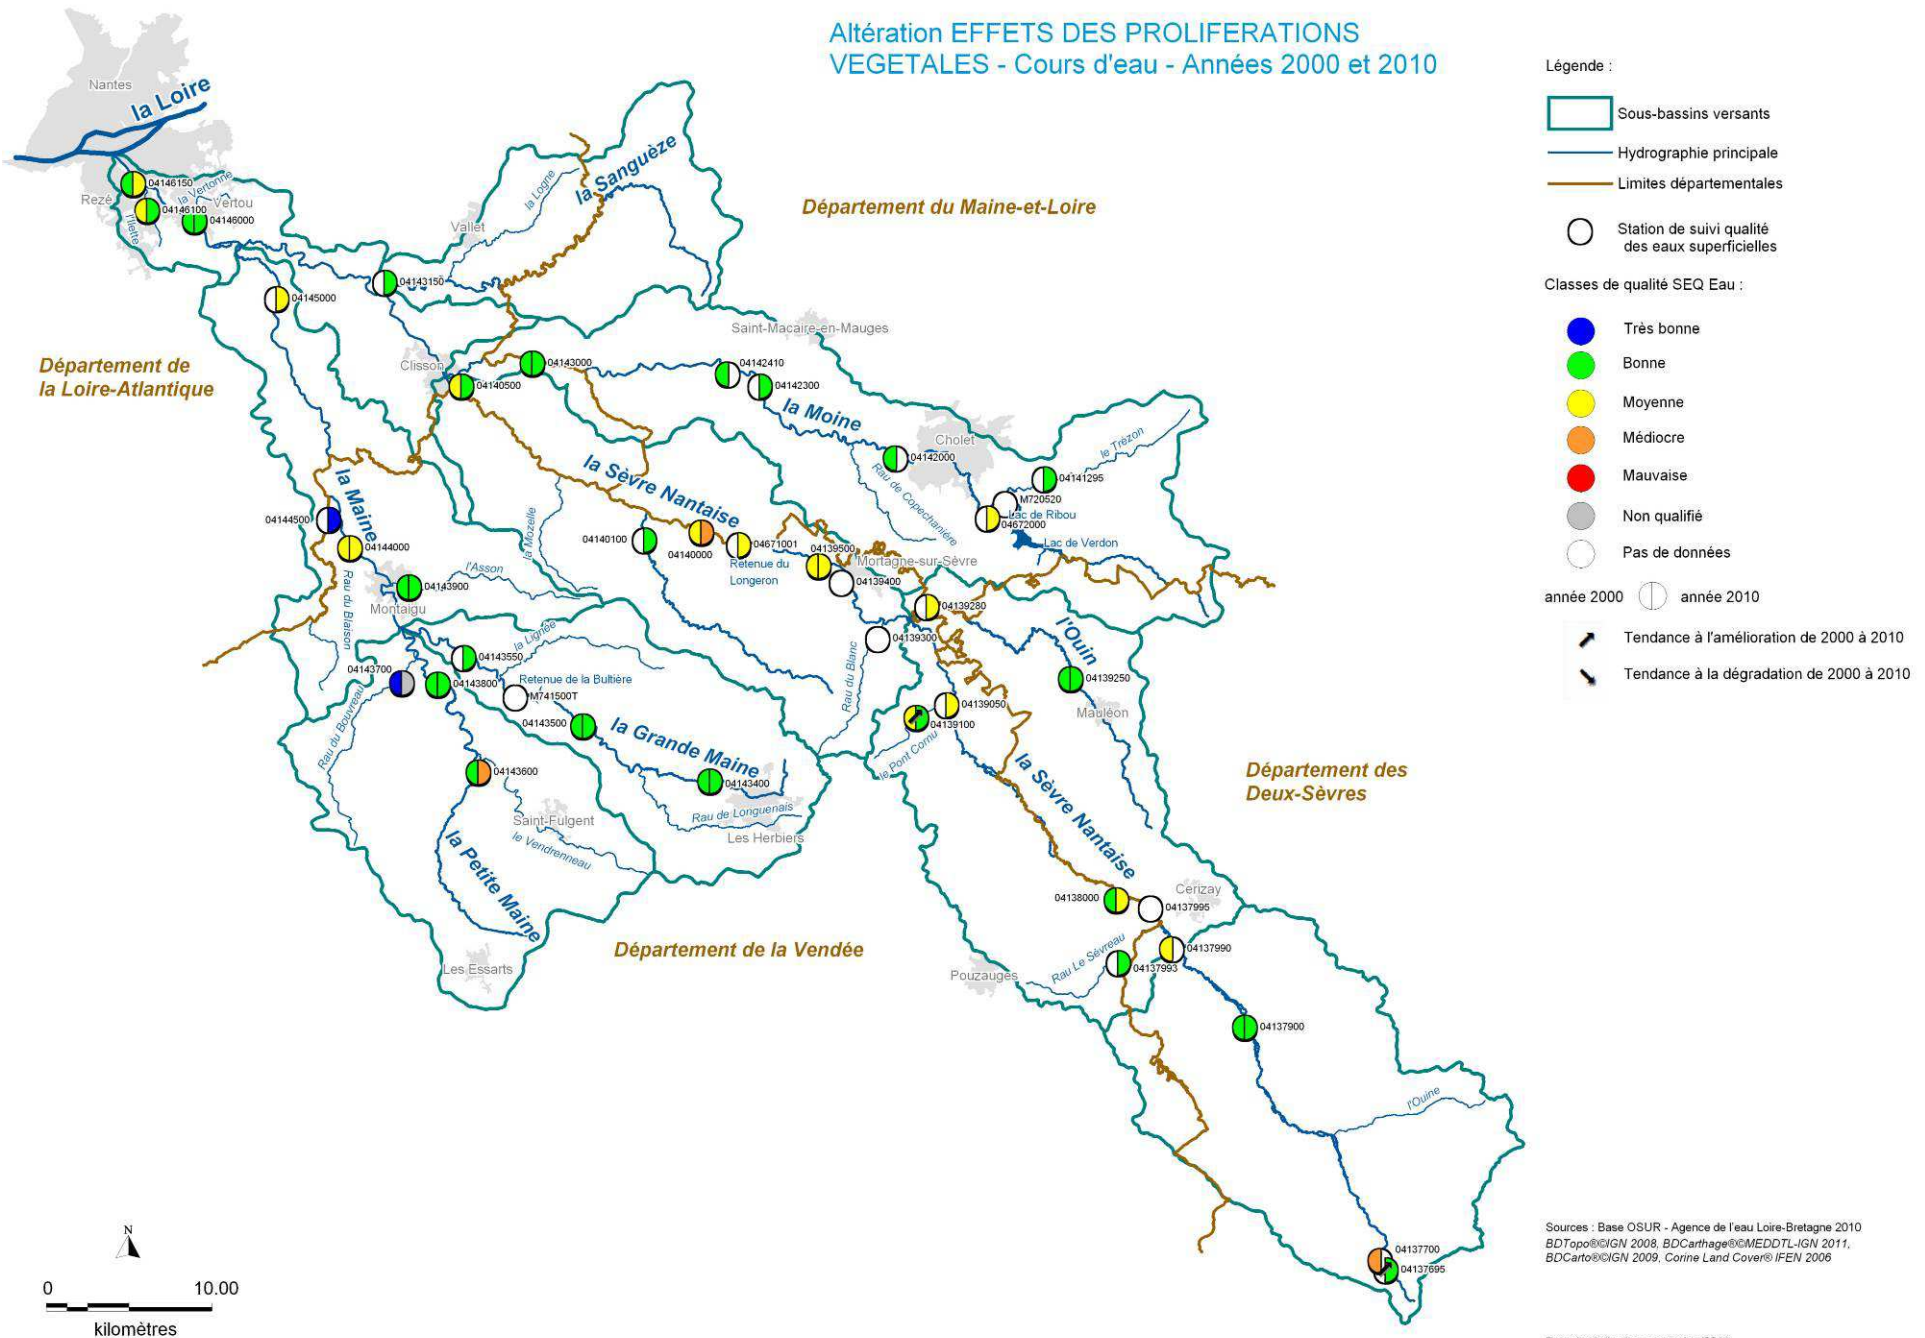 Altération EFFETS DES PROLIFERATIONS
VEGETALES - Cours d'eau - Années 2000 et 2010
Nantes
la Loire
Rezé
04146150
la Vertonne
Vertou
04146100
04146000
l'Ilette
Vallet
la Logne
la Sanguèze
Département du Maine-et-Loire
04143150
04145000
Saint-Macaire-en-Mauges
Département de
la Loire-Atlantique
Clisson
04143000
04140500
04142410
04142300
la Moine
Cholet
04142000
Rau de Copechanière
le Trézon
04141295
M720520
Lac de Ribou
04672000
Lac de Verdon
la Sèvre Nantaise
la Maine
04144500
04144000
la Mozelle
04140100
04140000
04671001
Retenue du
Longeron
04139500
Mortagne-sur-Sèvre
04139400
l'Asson
04143900
Montaigu
Rau du Blaison
04139280
04139300
l'Ouin
Rau du Blanc
la Lignée
04143550
04143700
04143800
Retenue de la Bultière
M741500T
04143500
04139250
Mauléon
04139050
04139100
le Pont Cornu
Rau du Bouvreau
la Grande Maine
04143600
04143400
Rau de Longuenais
Les Herbiers
Saint-Fulgent
le Vendrenneau
la Petite Maine
la Sèvre Nantaise
Département des
Deux-Sèvres
Cerizay
04138000
04137995
Département de la Vendée
Les Essarts
Pouzauges
Rau Le Sévreau
04137990
04137993
04137900
l'Ouine
04137700
04137695
N
0 10.00
kilomètres
Légende :
Sous-bassins versants
Hydrographie principale
Limites départementales
Station de suivi qualité
des eaux superficielles
Classes de qualité SEQ Eau :
Très bonne
Bonne
Moyenne
Médiocre
Mauvaise
Non qualifié
Pas de données
année 2000 année 2010
Tendance à l'amélioration de 2000 à 2010
Tendance à la dégradation de 2000 à 2010
Sources : Base OSUR - Agence de l'eau Loire-Bretagne 2010
BDTopo®©IGN 2008, BDCarthage®©MEDDTL-IGN 2011,
BDCarto®©IGN 2009, Corine Land Cover® IFEN 2006